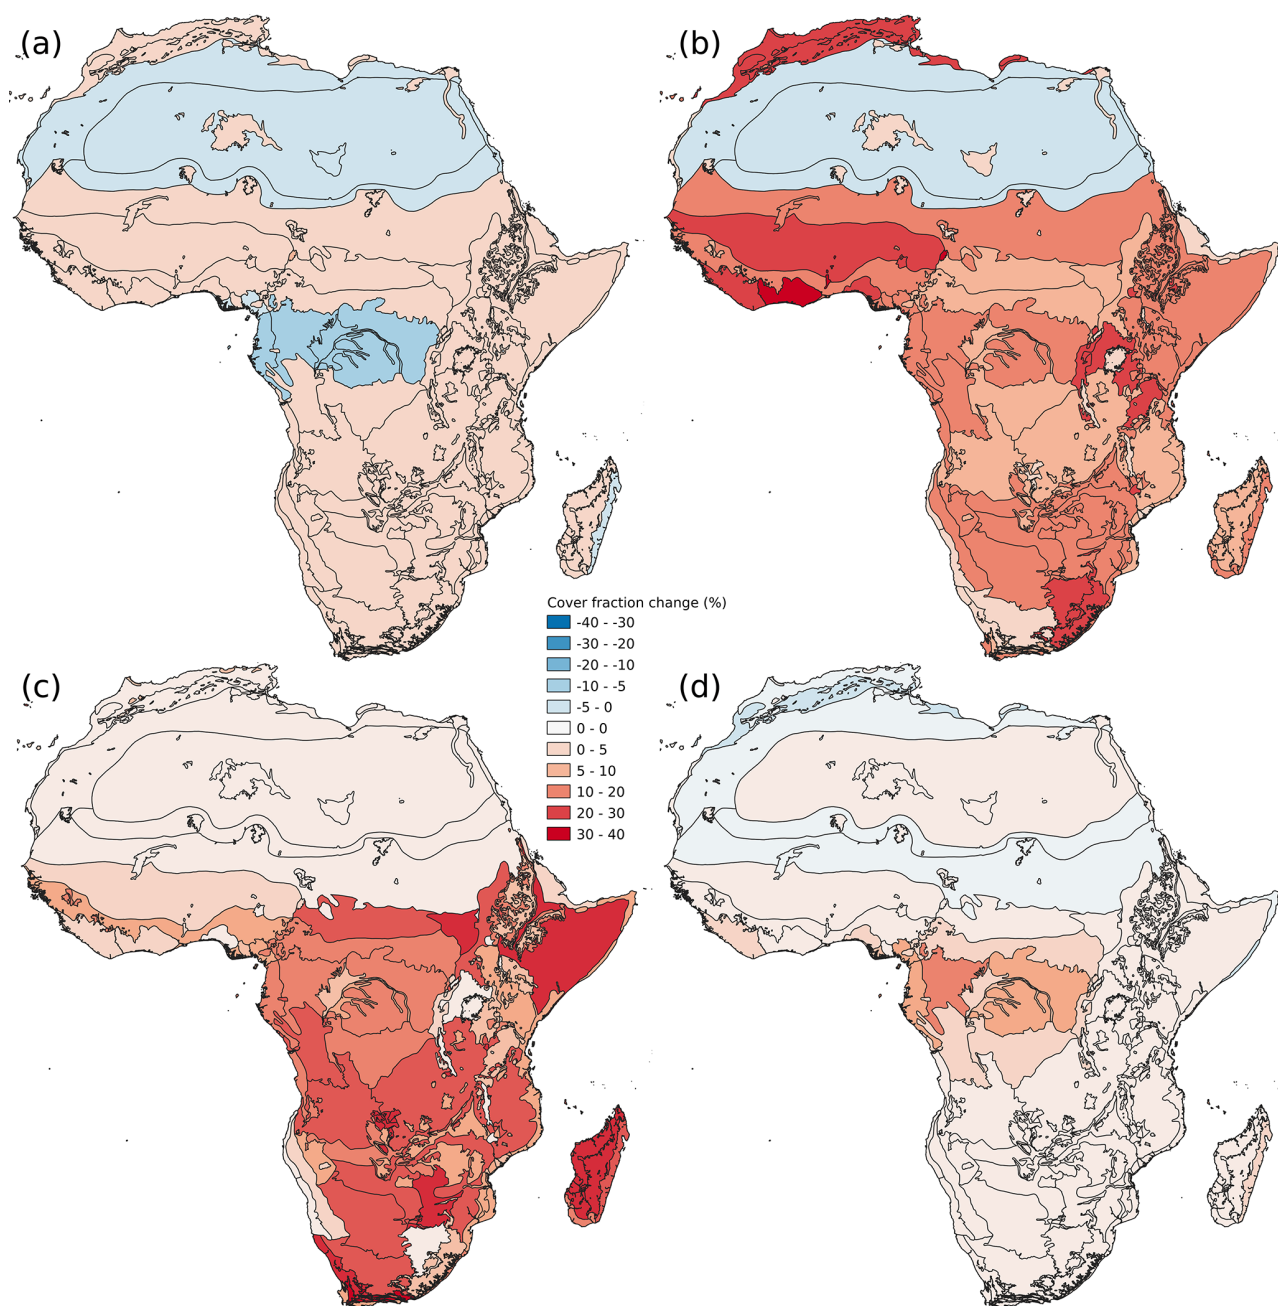 (a)
(b)
Cover fraction change (%)
-40 - -30
-30 - -20
-20 - -10
-10 - -5
-5 - 0
0 - 0
0 - 5
5 - 10
10 - 20
20 - 30
30 - 40
(c)
(d)